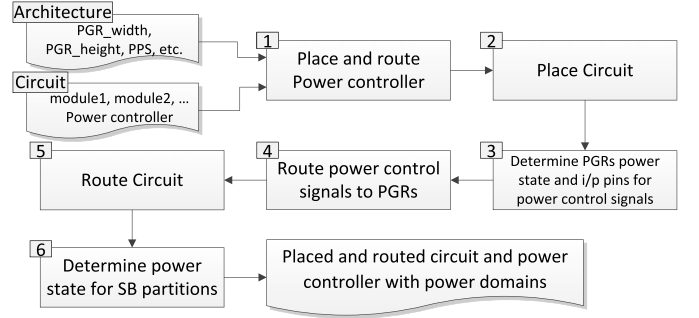 Architecture
PGR_width,
PGR_height, PPS, etc.
Circuit
module1, module2, ...
Power controller
1
Place and route
Power controller
2
Place Circuit
3
Determine PGRs power
state and i/p pins for
power control signals
4
Route power control
signals to PGRs
5
Route Circuit
6
Determine power
state for SB partitions
Placed and routed circuit and power
controller with power domains